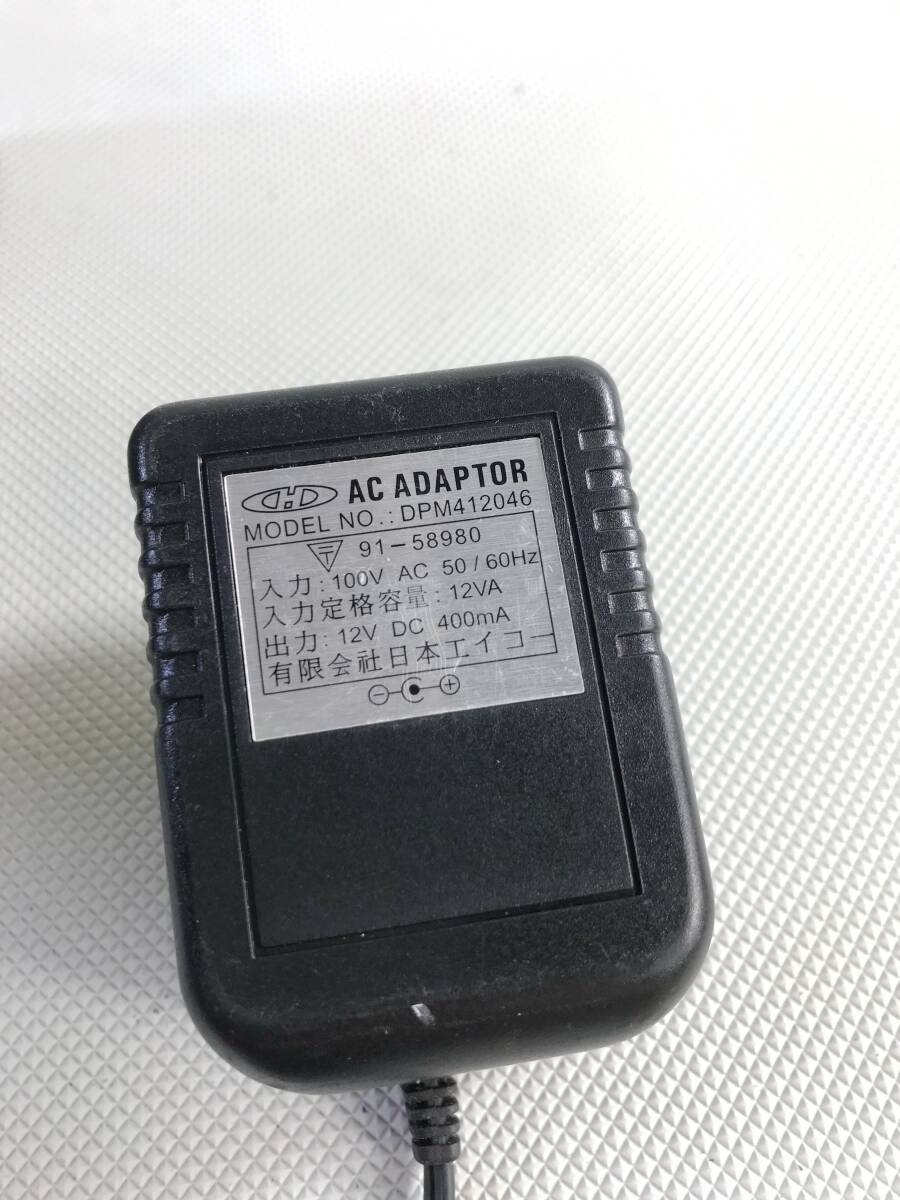 AC ADAPTOR
MODEL NO.: DPM412046
〒 91-58980
入力: 100V AC 50/60Hz
入力定格容量: 12VA
出力: 12V DC 400mA
有限会社日本エイコー